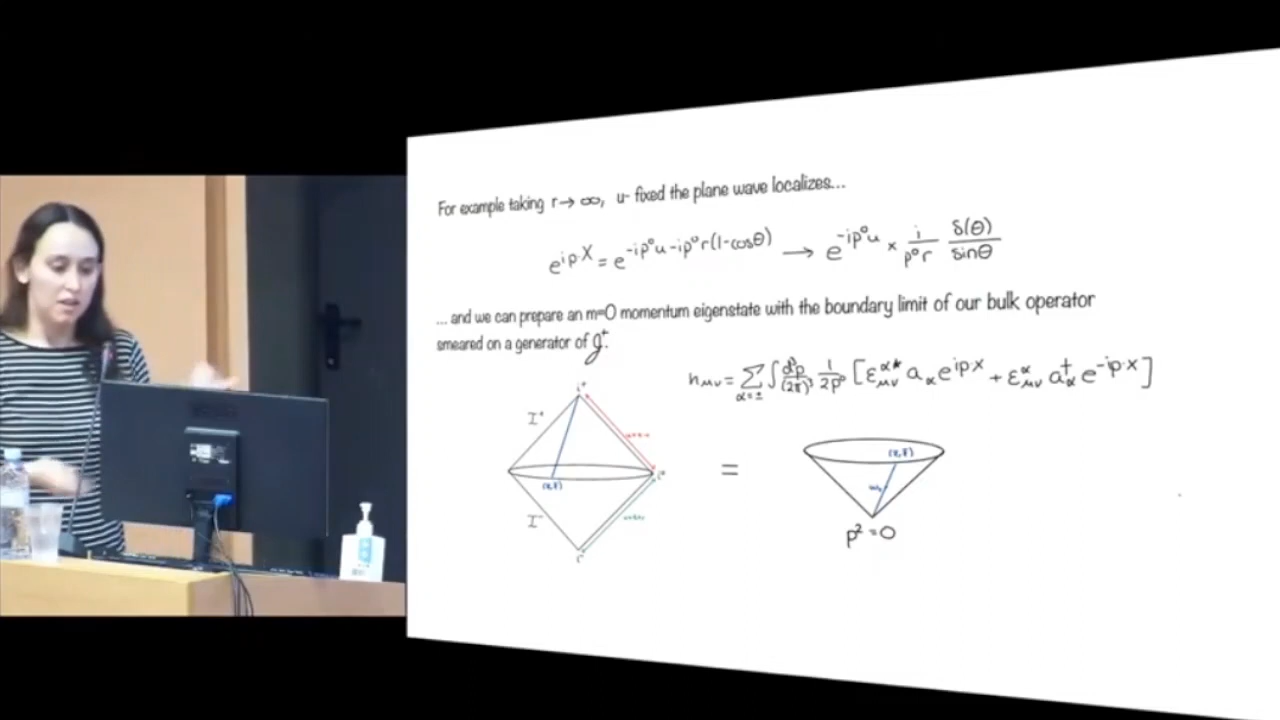 For example taking r→∞, u- fixed the plane wave localizes...
e^{ip·X} = e^{-ip⁰u-ip⁰r(1-cosθ)} → e^{-ip⁰u} × i/(p⁰r) δ(θ)/sinθ
... and we can prepare an m=0 momentum eigenstate with the boundary limit of our bulk operator
smeared on a generator of 𝓘⁺.
h_{μν} = Σ_{α=±} ∫ d³p/(2π)³ 1/(2p⁰) [ε^{α*}_{μν} a_α e^{ip·x} + ε^α_{μν} a^†_α e^{-ip·x}]
i⁺
I⁺
(z,z̄)
=
(z,z̄)
I⁻
p²=0